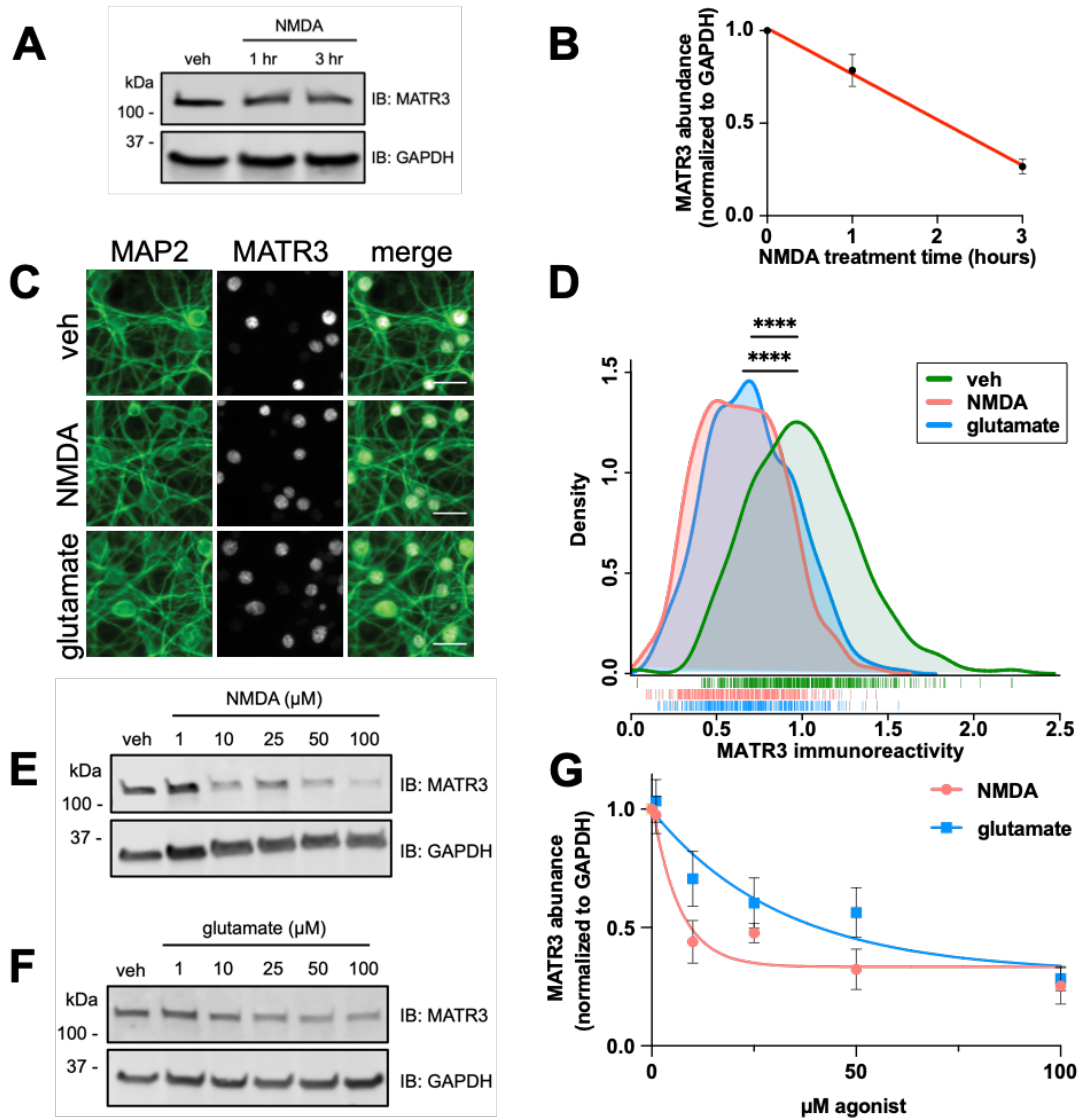 A
NMDA
veh
1 hr
3 hr
kDa
100 -
IB: MATR3
37 -
IB: GAPDH
B
MATR3 abundance
(normalized to GAPDH)
1.0
0.5
0.0
0 1 2 3
NMDA treatment time (hours)
C
MAP2 MATR3 merge
veh
NMDA
glutamate
D
****
****
veh
NMDA
glutamate
Density
1.5
1.0
0.5
0.0
0.0 0.5 1.0 1.5 2.0 2.5
MATR3 immunoreactivity
E
NMDA (µM)
veh 1 10 25 50 100
kDa
100 -
IB: MATR3
37 -
IB: GAPDH
F
glutamate (µM)
veh 1 10 25 50 100
kDa
100 -
IB: MATR3
37 -
IB: GAPDH
G
NMDA
glutamate
MATR3 abunance
(normalized to GAPDH)
1.0
0.5
0.0
0 50 100
µM agonist